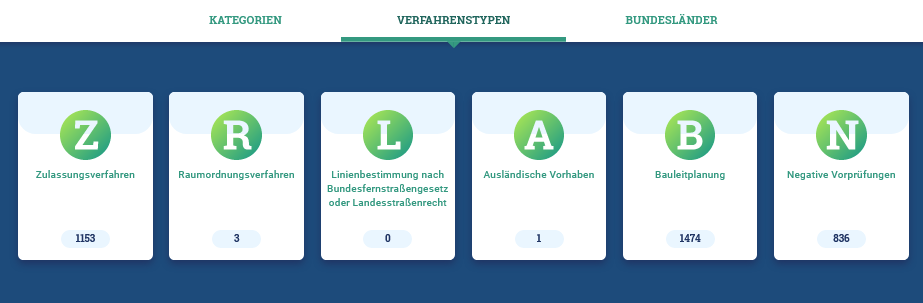 KATEGORIEN VERFAHRENSTYPEN BUNDESLÄNDER
Z
Zulassungsverfahren
1153
R
Raumordnungsverfahren
3
L
Linienbestimmung nach
Bundesfernstraßengesetz
oder Landesstraßenrecht
0
A
Ausländische Vorhaben
1
B
Bauleitplanung
1474
N
Negative Vorprüfungen
836